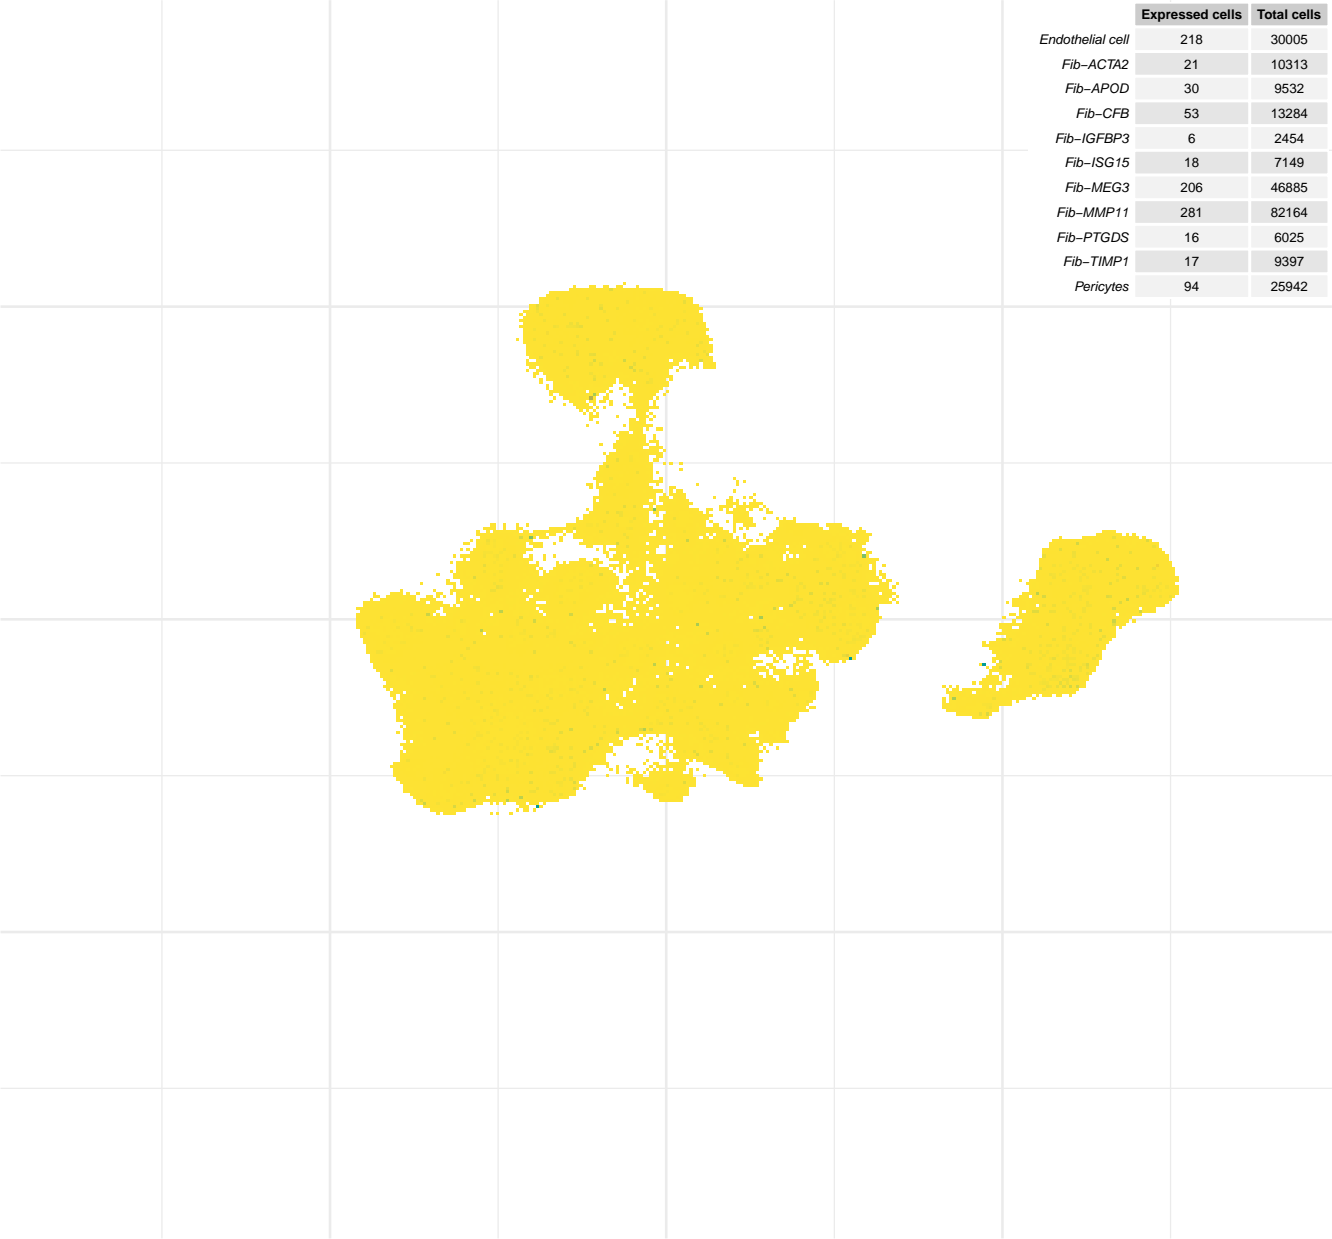 Expressed cells Total cells
Endothelial cell 218 30005
Fib−ACTA2 21 10313
Fib−APOD 30 9532
Fib−CFB 53 13284
Fib−IGFBP3 6 2454
Fib−ISG15 18 7149
Fib−MEG3 206 46885
Fib−MMP11 281 82164
Fib−PTGDS 16 6025
Fib−TIMP1 17 9397
Pericytes 94 25942